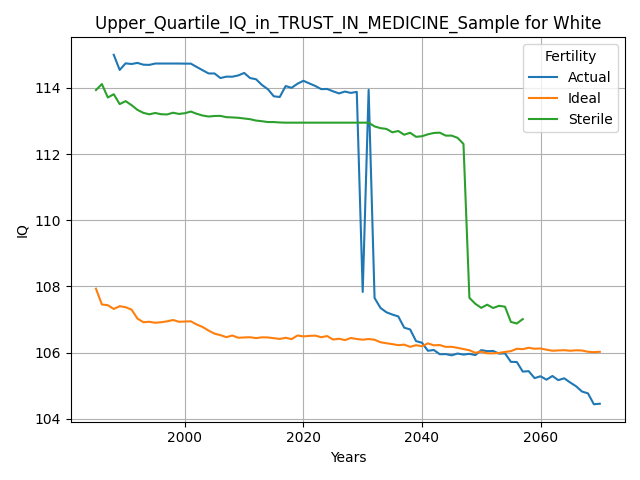 Upper_Quartile_IQ_in_TRUST_IN_MEDICINE_Sample for White
Fertility
Actual
Ideal
Sterile
114
112
110
108
106
104
IQ
2000
2020
2040
2060
Years